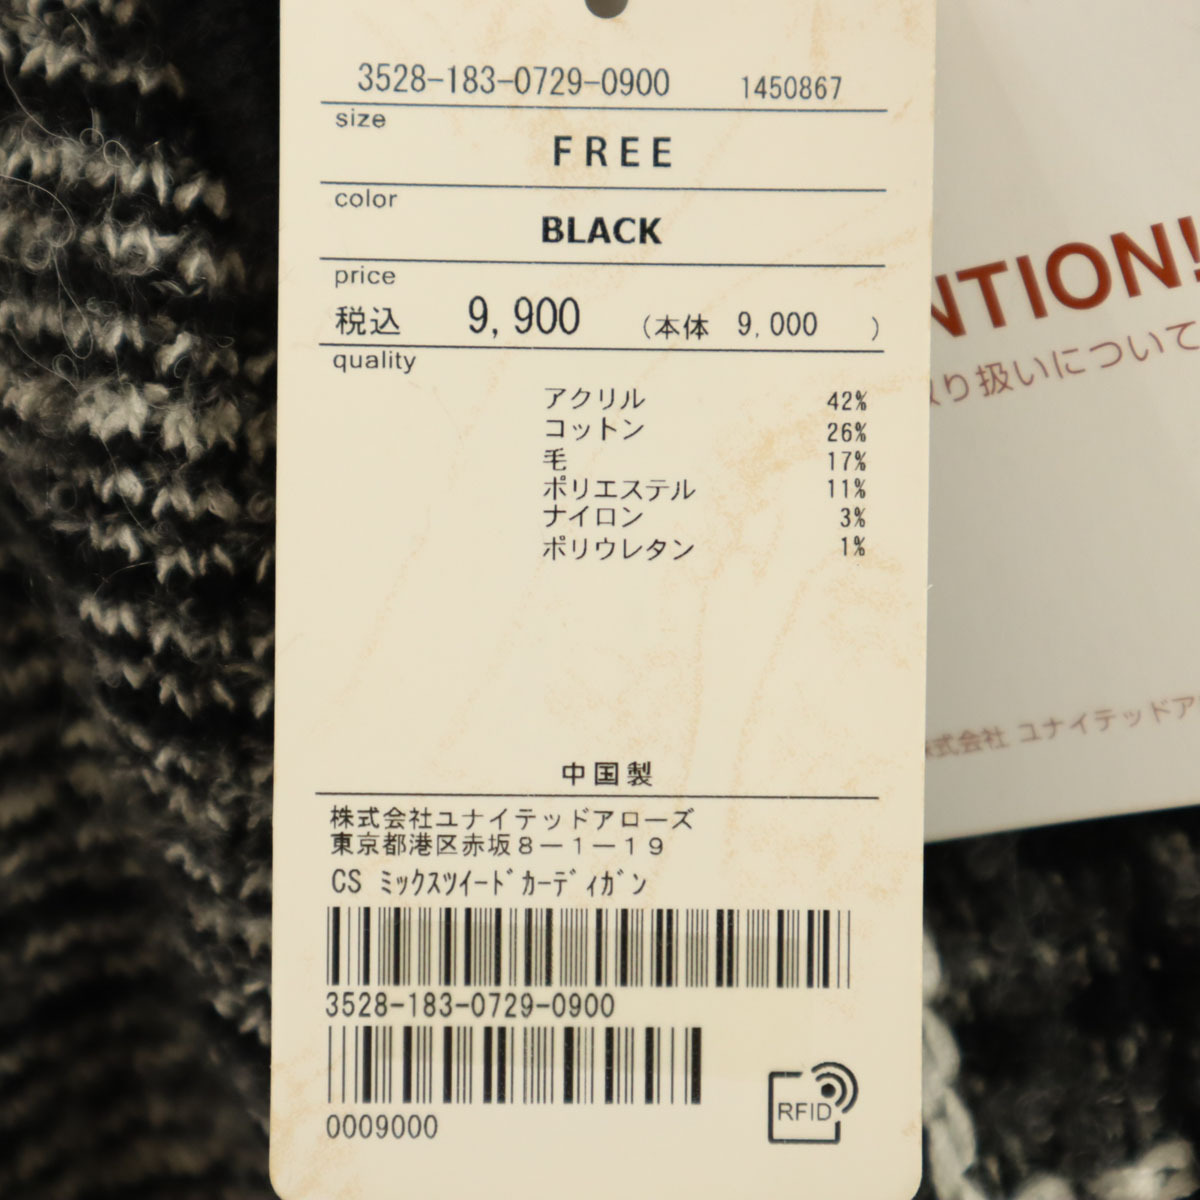 3528-183-0729-0900 1450867
size
FREE
color
BLACK
price
税込 9,900 (本体 9,000 )
quality
アクリル 42%
コットン 26%
毛 17%
ポリエステル 11%
ナイロン 3%
ポリウレタン 1%
中国製
株式会社ユナイテッドアローズ
東京都港区赤坂8-1-19
CS ミックスツイードカーディガン
3528-183-0729-0900
0009000
RFID
NTION!
り扱いについて
式会社 ユナイテッドア